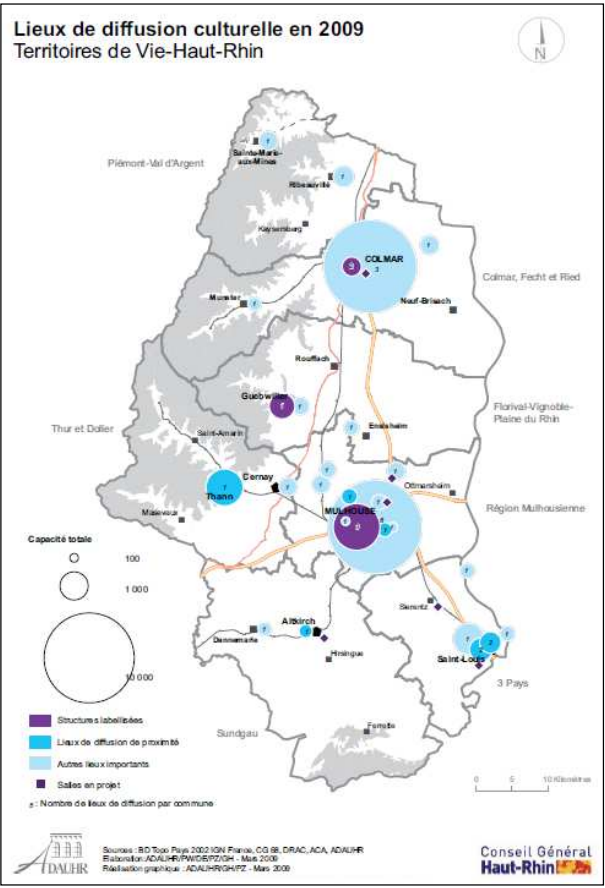 Lieux de diffusion culturelle en 2009
Territoires de Vie-Haut-Rhin
N
Piémont-Val d'Argent
Sainte-Marie-
aux-Mines
Ribeauvillé
Kaysersberg
COLMAR
Colmar, Fecht et Ried
Munster
Neuf-Brisach
Rouffach
Guebwiller
Florival-Vignoble-
Plaine du Rhin
Thur et Doller
Saint-Amarin
Ensisheim
Cernay
Thann
Ottmarsheim
MULHOUSE
Région Mulhousienne
Masevaux
Capacité totale
100
1 000
10 000
Sierentz
Altkirch
Dannemarie
Hirsingue
Saint-Louis
3 Pays
Sundgau
Ferrette
Structures labellisées
Lieux de diffusion de proximité
Autres lieux importants
Salles en projet
: Nombre de lieux de diffusion par commune
0 5 10 Kilomètres
ADAUHR
Sources : BD Topo Pays 2002 IGN France, CG 68, DRAC, ACA, ADAUHR
Elaboration: ADAUHR/PW/DE/PZ/GH - Mars 2009
Réalisation graphique : ADAUHR/GH/PZ - Mars 2009
Conseil Général
Haut-Rhin